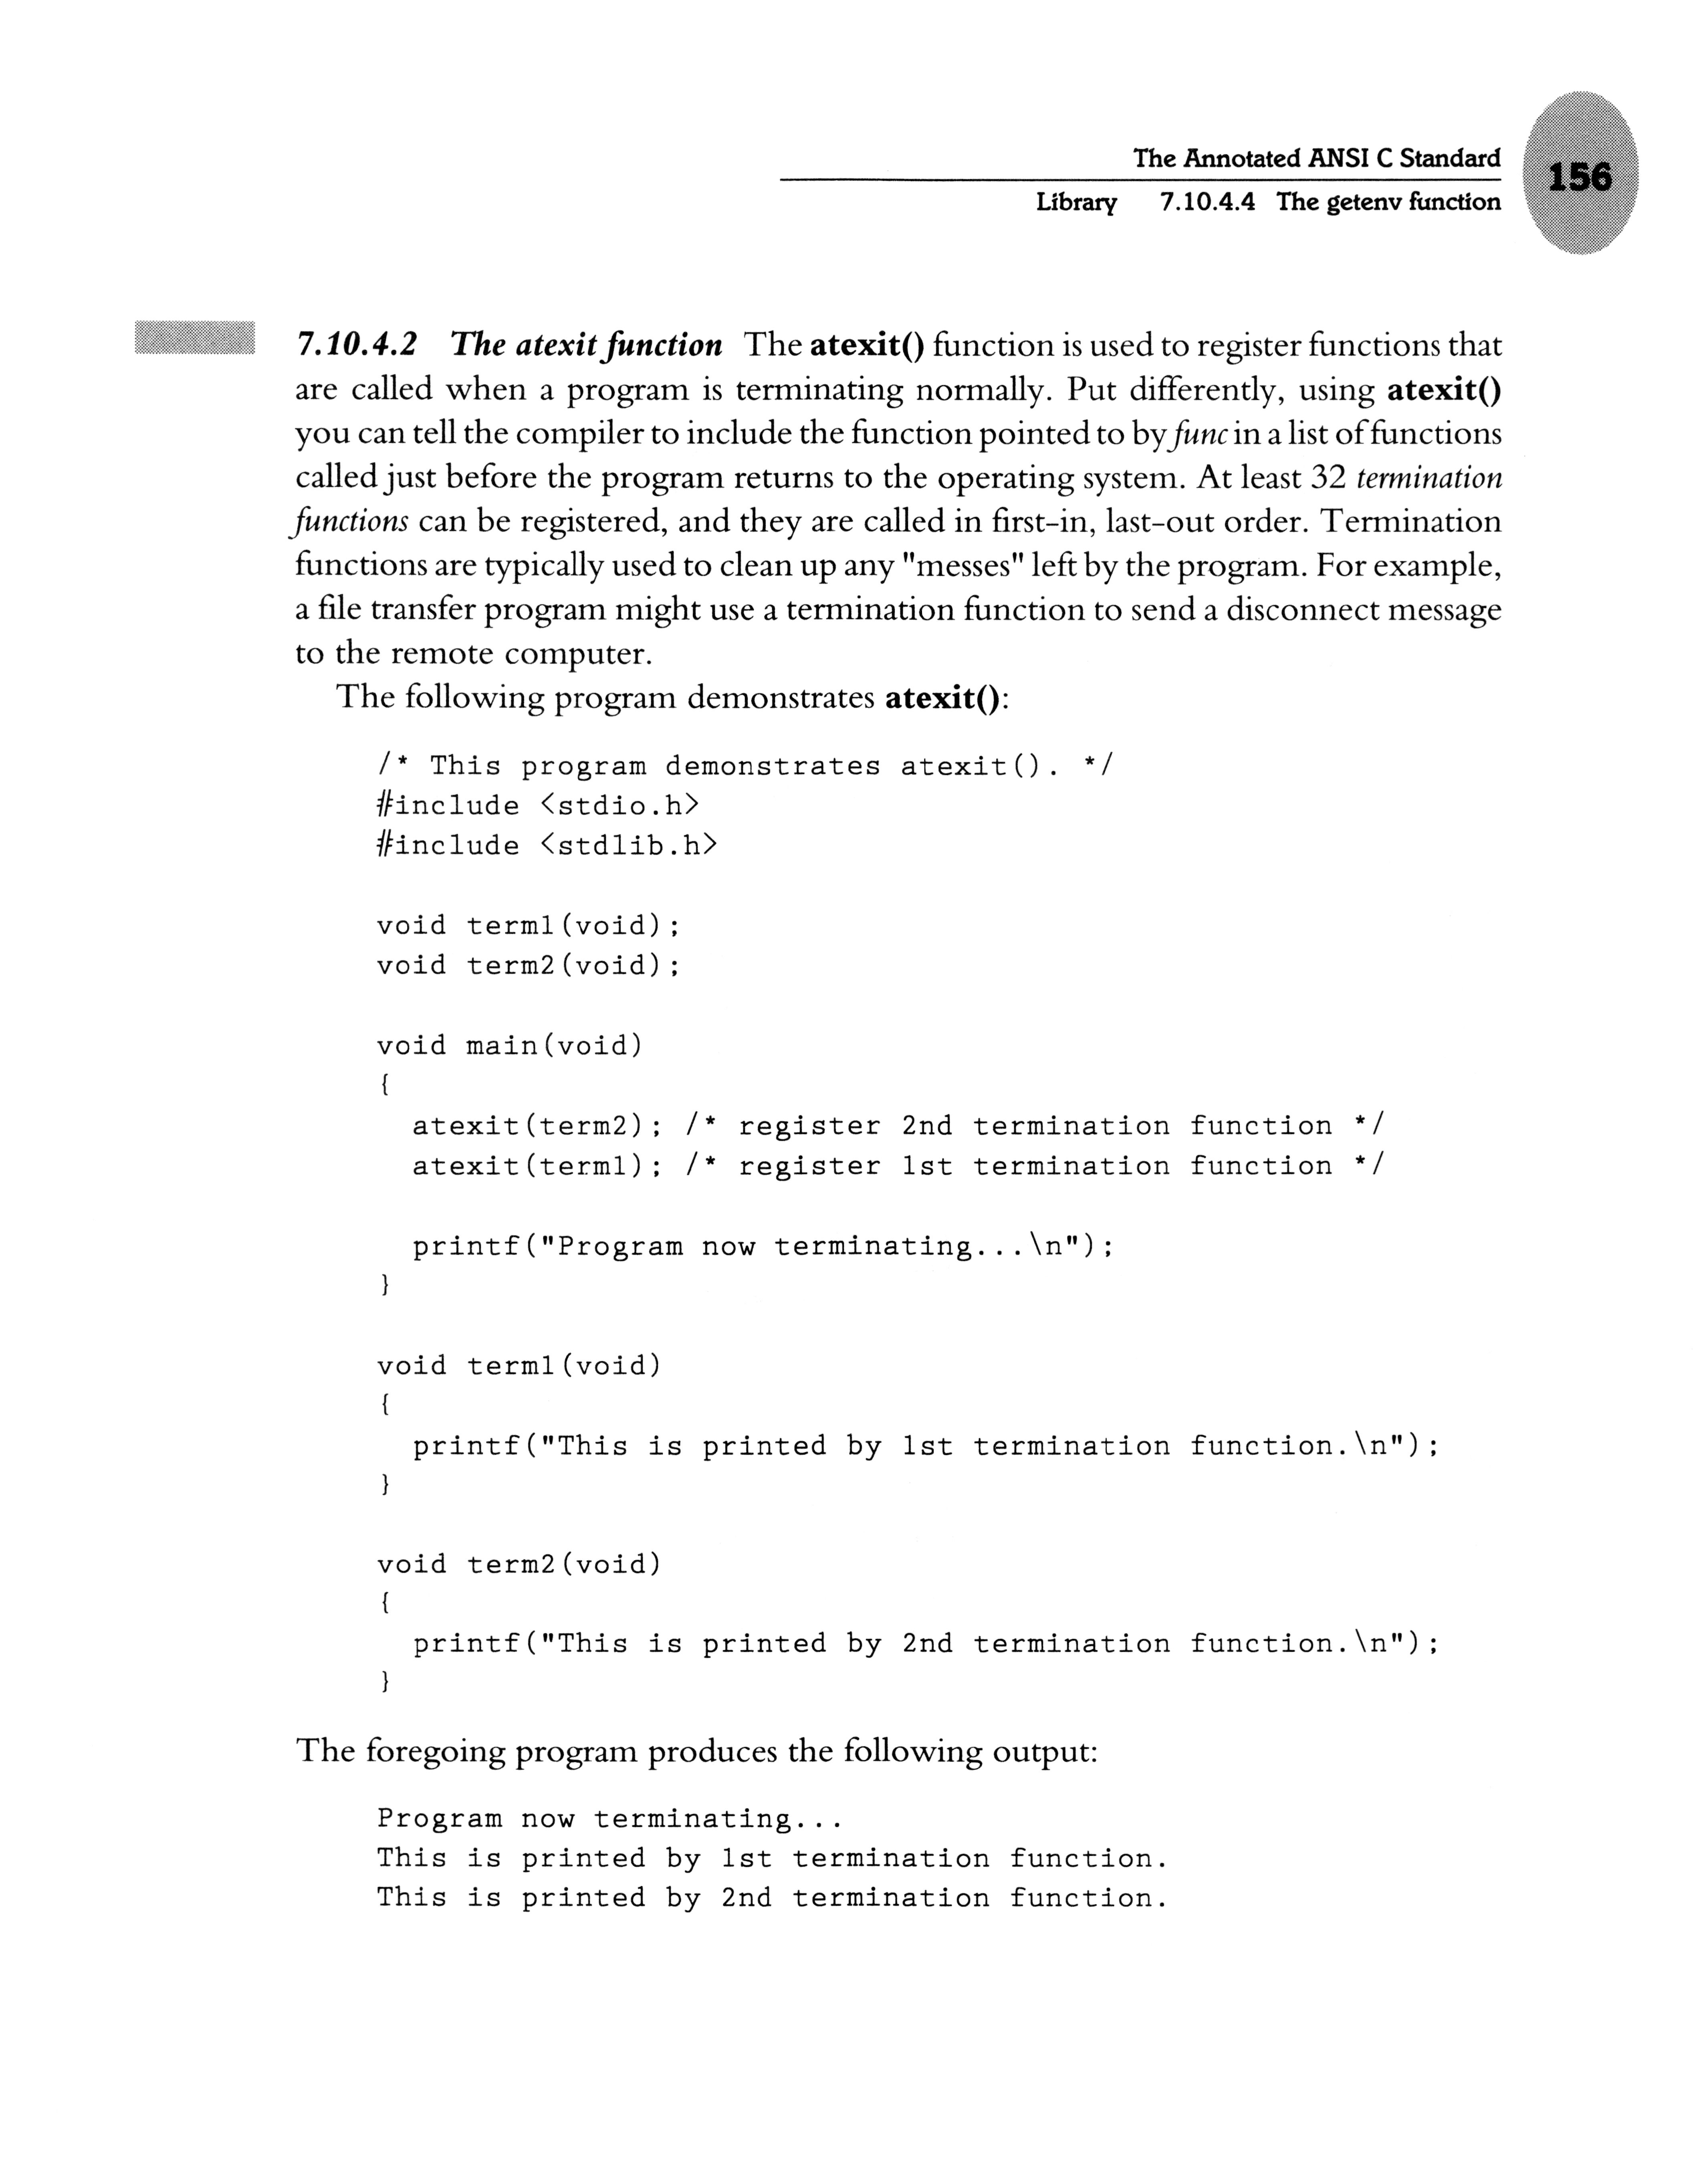 The Annotated ANSI C Standard
156
Library 7.10.4.4 The getenv function
7.10.4.2 The atexit function The atexit() function is used to register functions that
are called when a program is terminating normally. Put differently, using atexit()
you can tell the compiler to include the function pointed to by func in a list of functions
called just before the program returns to the operating system. At least 32 termination
functions can be registered, and they are called in first-in, last-out order. Termination
functions are typically used to clean up any "messes" left by the program. For example,
a file transfer program might use a termination function to send a disconnect message
to the remote computer.
The following program demonstrates atexit():
/* This program demonstrates atexit(). */
#include <stdio.h>
#include <stdlib.h>
void term1(void);
void term2(void);
void main(void)
{
atexit(term2); /* register 2nd termination function */
atexit(term1); /* register 1st termination function */
printf("Program now terminating...\n");
}
void term1(void)
{
printf("This is printed by 1st termination function.\n");
}
void term2(void)
{
printf("This is printed by 2nd termination function.\n");
}
The foregoing program produces the following output:
Program now terminating...
This is printed by 1st termination function.
This is printed by 2nd termination function.